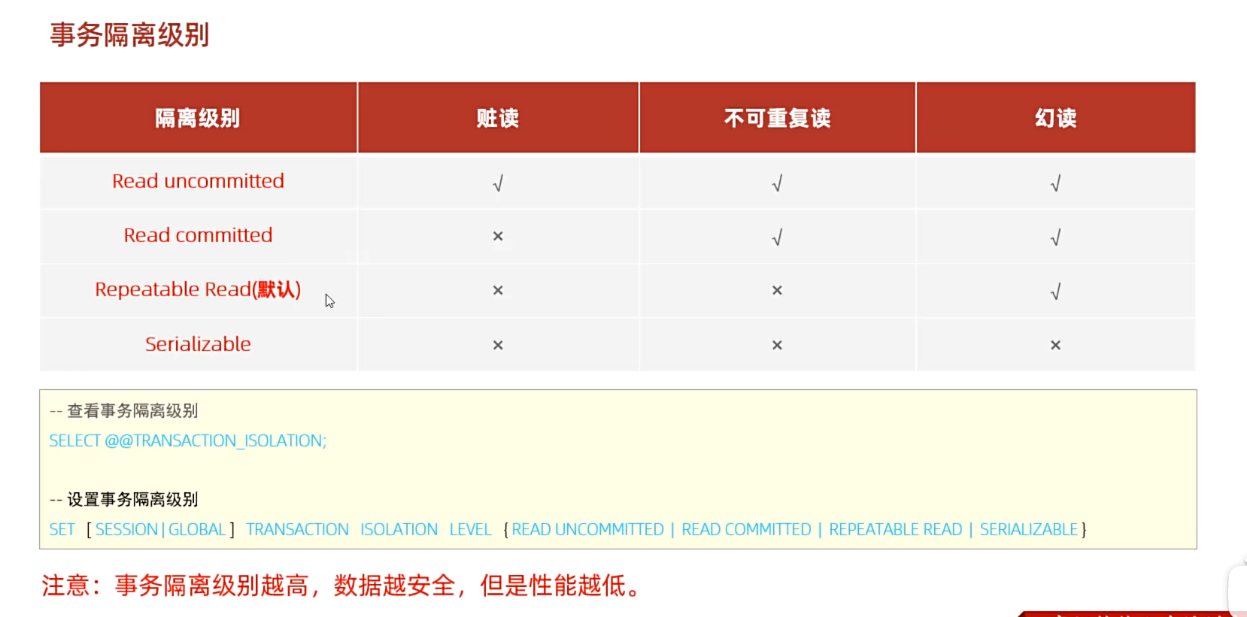 事务隔离级别
隔离级别 脏读 不可重复读 幻读
Read uncommitted √ √ √
Read committed × √ √
Repeatable Read(默认) × × √
Serializable × × ×
-- 查看事务隔离级别
SELECT @@TRANSACTION_ISOLATION;
-- 设置事务隔离级别
SET [ SESSION | GLOBAL ] TRANSACTION ISOLATION LEVEL { READ UNCOMMITTED | READ COMMITTED | REPEATABLE READ | SERIALIZABLE }
注意：事务隔离级别越高，数据越安全，但是性能越低。